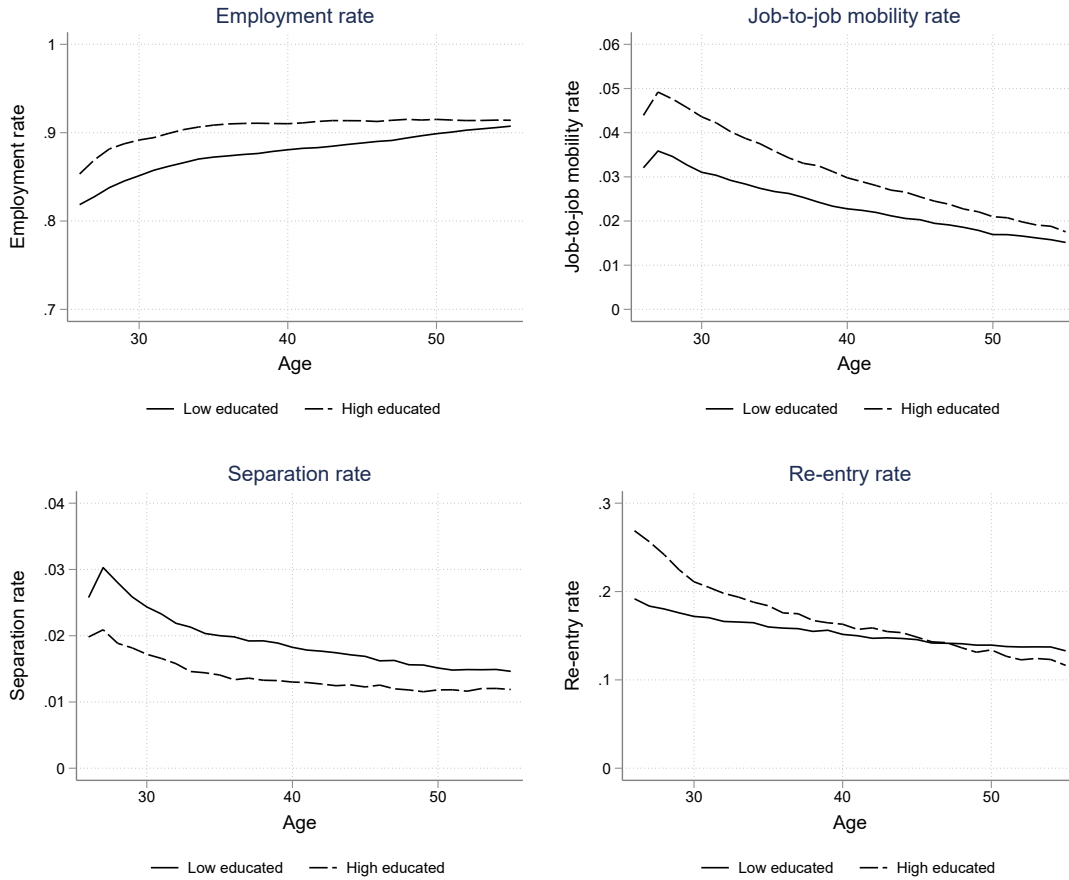 Employment rate
Employment rate
1
.9
.8
.7
30 40 50
Age
Low educated High educated
Job-to-job mobility rate
Job-to-job mobility rate
.06
.05
.04
.03
.02
.01
0
30 40 50
Age
Low educated High educated
Separation rate
Separation rate
.04
.03
.02
.01
0
30 40 50
Age
Low educated High educated
Re-entry rate
Re-entry rate
.3
.2
.1
0
30 40 50
Age
Low educated High educated